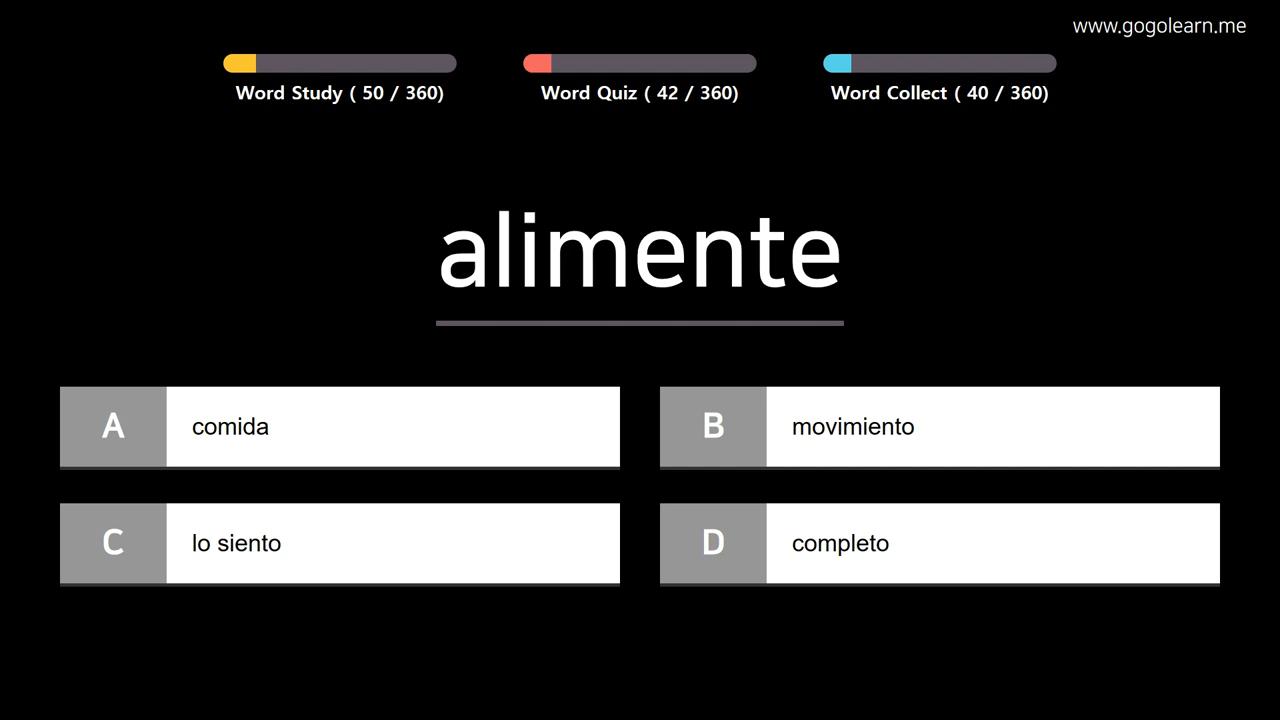 www.gogolearn.me
Word Study ( 50 / 360)
Word Quiz ( 42 / 360)
Word Collect ( 40 / 360)
alimente
A
comida
B
movimiento
C
lo siento
D
completo